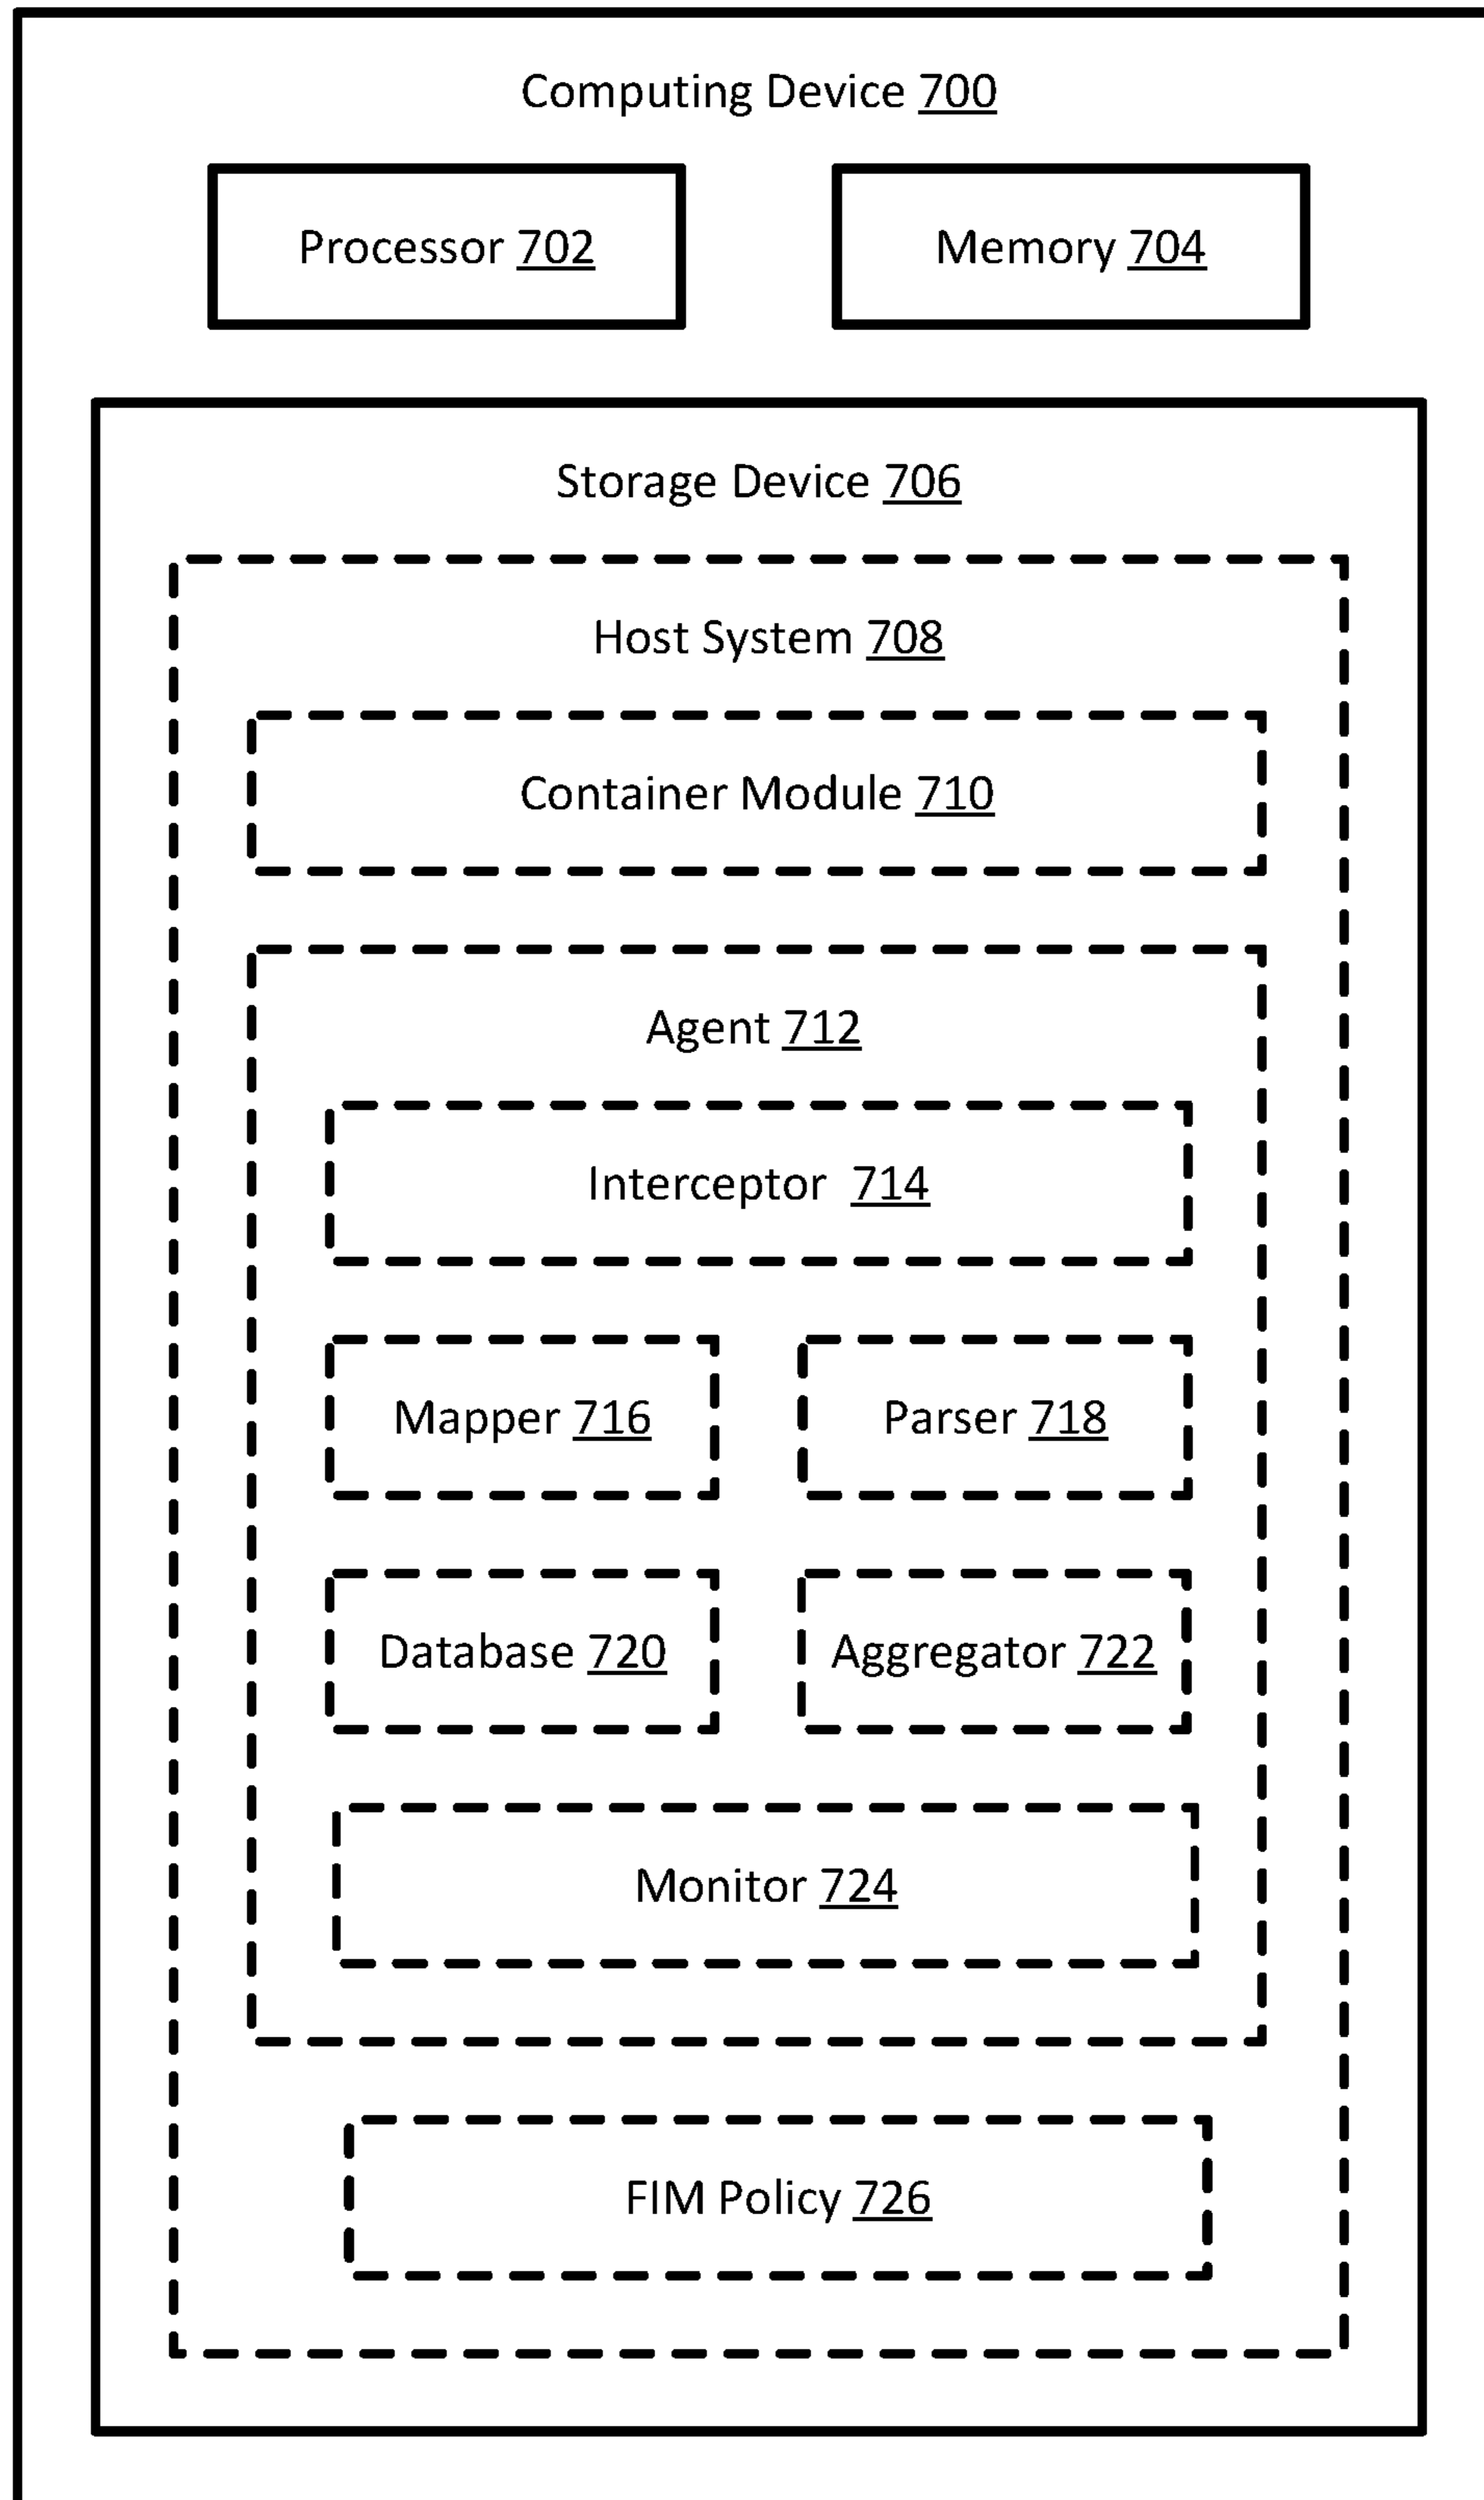 Computing Device 700
Processor 702
Memory 704
Storage Device 706
Host System 708
Container Module 710
Agent 712
Interceptor 714
Mapper 716
Parser 718
Database 720
Aggregator 722
Monitor 724
FIM Policy 726